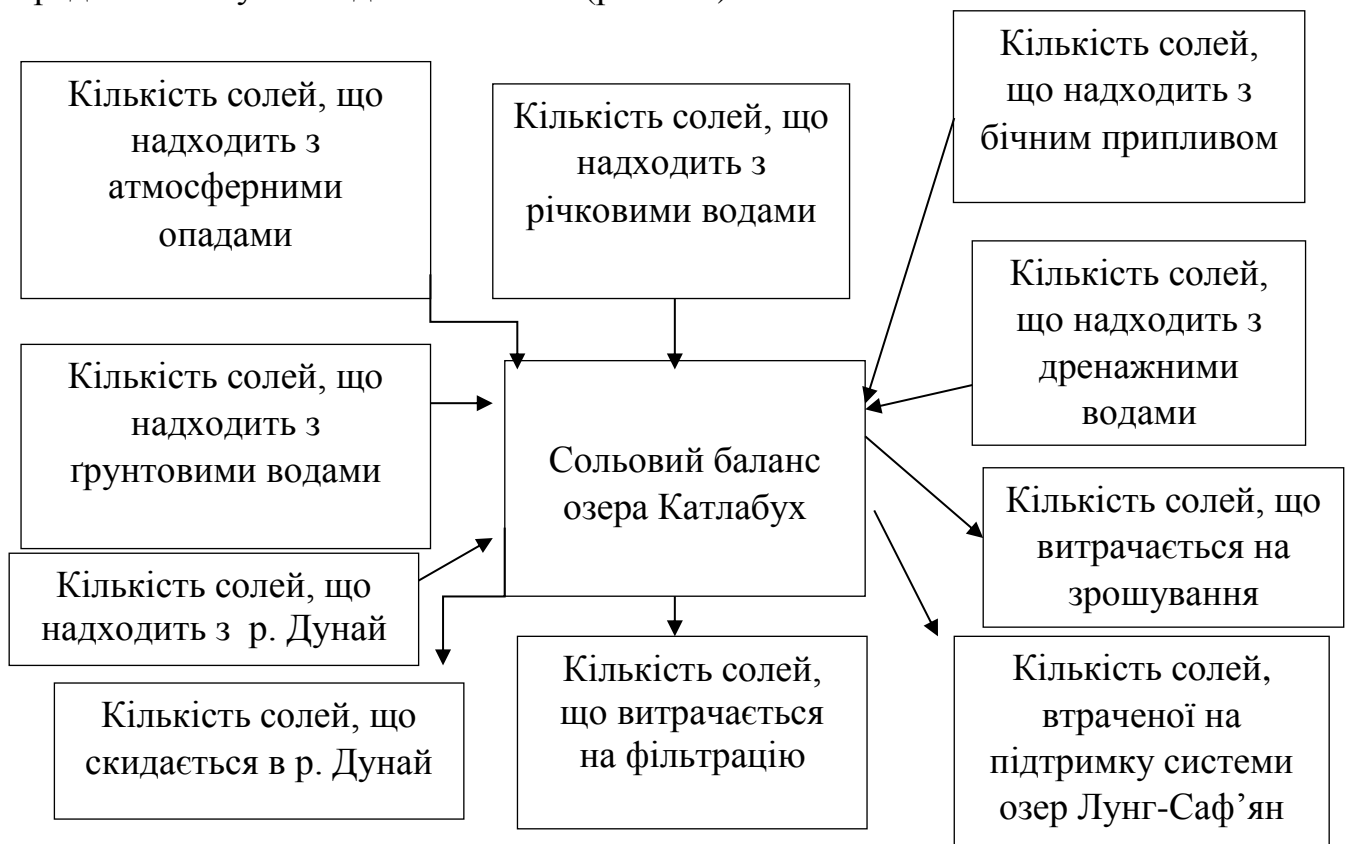 Кількість солей, що
надходить з
атмосферними
опадами
Кількість солей, що
надходить з
річковими водами
Кількість солей,
що надходить з
бічним припливом
Кількість солей,
що надходить з
дренажними
водами
Кількість солей, що
надходить з
ґрунтовими водами
Сольовий баланс
озера Катлабух
Кількість солей, що
витрачається на
зрошування
Кількість солей, що
надходить з р. Дунай
Кількість солей, що
скидається в р. Дунай
Кількість солей,
що витрачається
на фільтрацію
Кількість солей,
втраченої на
підтримку системи
озер Лунг-Саф’ян